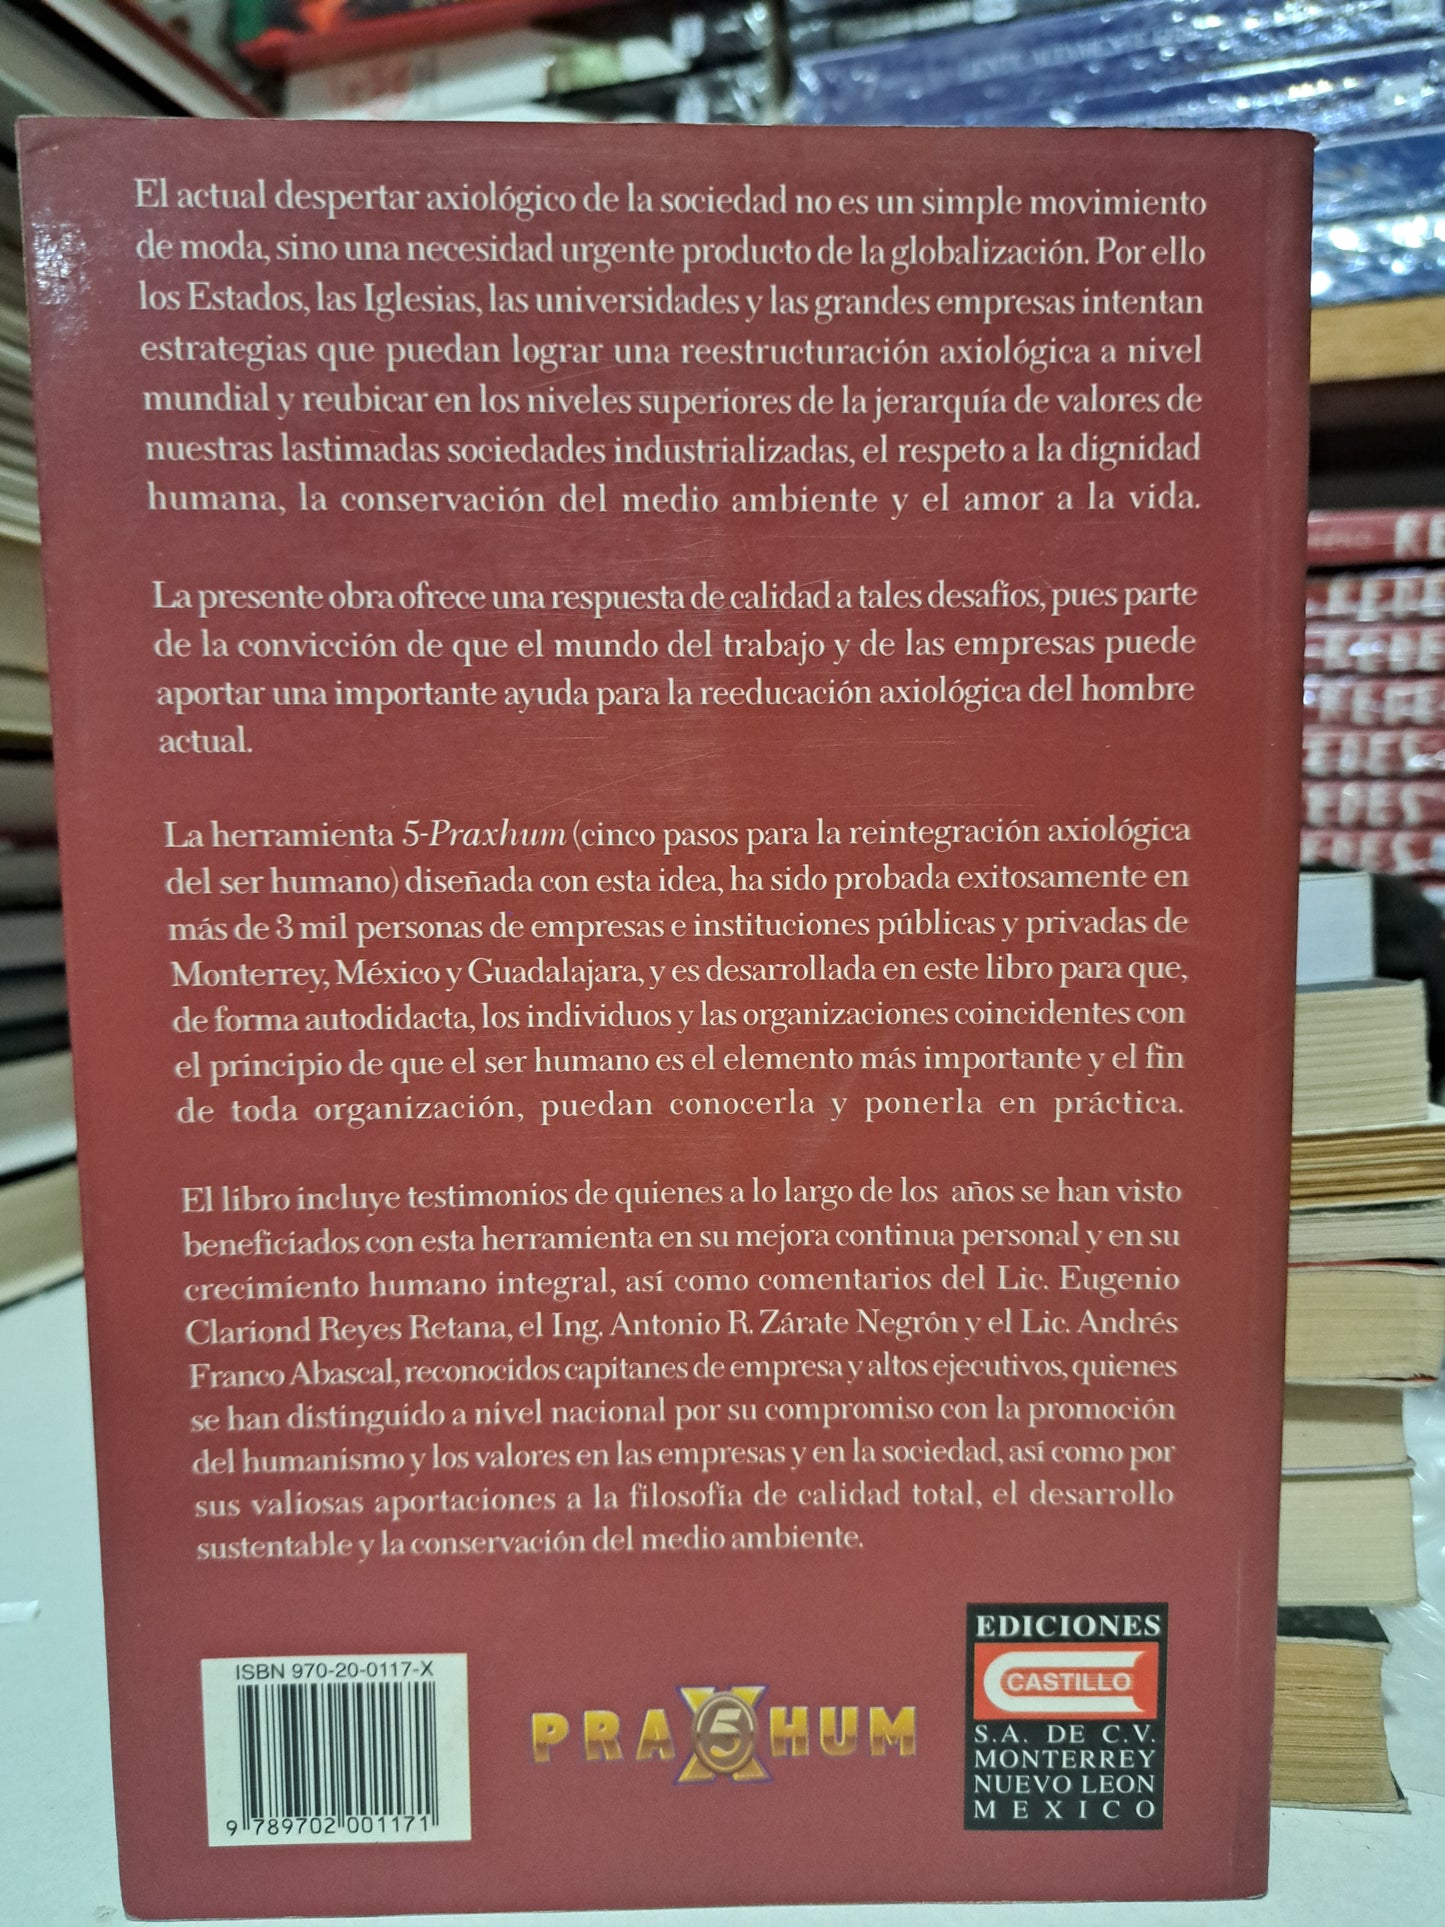 El actual despertar axiológico de la sociedad no es un simple movimiento
de moda, sino una necesidad urgente producto de la globalización. Por ello
los Estados, las Iglesias, las universidades y las grandes empresas intentan
estrategias que puedan lograr una reestructuración axiológica a nivel
mundial y reubicar en los niveles superiores de la jerarquía de valores de
nuestras lastimadas sociedades industrializadas, el respeto a la dignidad
humana, la conservación del medio ambiente y el amor a la vida.
La presente obra ofrece una respuesta de calidad a tales desafíos, pues parte
de la convicción de que el mundo del trabajo y de las empresas puede
aportar una importante ayuda para la reeducación axiológica del hombre
actual.
La herramienta 5-Praxhum (cinco pasos para la reintegración axiológica
del ser humano) diseñada con esta idea, ha sido probada exitosamente en
más de 3 mil personas de empresas e instituciones públicas y privadas de
Monterrey, México y Guadalajara, y es desarrollada en este libro para que,
de forma autodidacta, los individuos y las organizaciones coincidentes con
el principio de que el ser humano es el elemento más importante y el fin
de toda organización, puedan conocerla y ponerla en práctica.
El libro incluye testimonios de quienes a lo largo de los años se han visto
beneficiados con esta herramienta en su mejora continua personal y en su
crecimiento humano integral, así como comentarios del Lic. Eugenio
Clariond Reyes Retana, el Ing. Antonio R. Zárate Negrón y el Lic. Andrés
Franco Abascal, reconocidos capitanes de empresa y altos ejecutivos, quienes
se han distinguido a nivel nacional por su compromiso con la promoción
del humanismo y los valores en las empresas y en la sociedad, así como por
sus valiosas aportaciones a la filosofía de calidad total, el desarrollo
sustentable y la conservación del medio ambiente.
ISBN 970-20-0117-X
9 789702 001171
PRAX5HUM
EDICIONES
CASTILLO
S.A. DE C.V.
MONTERREY
NUEVO LEON
MEXICO